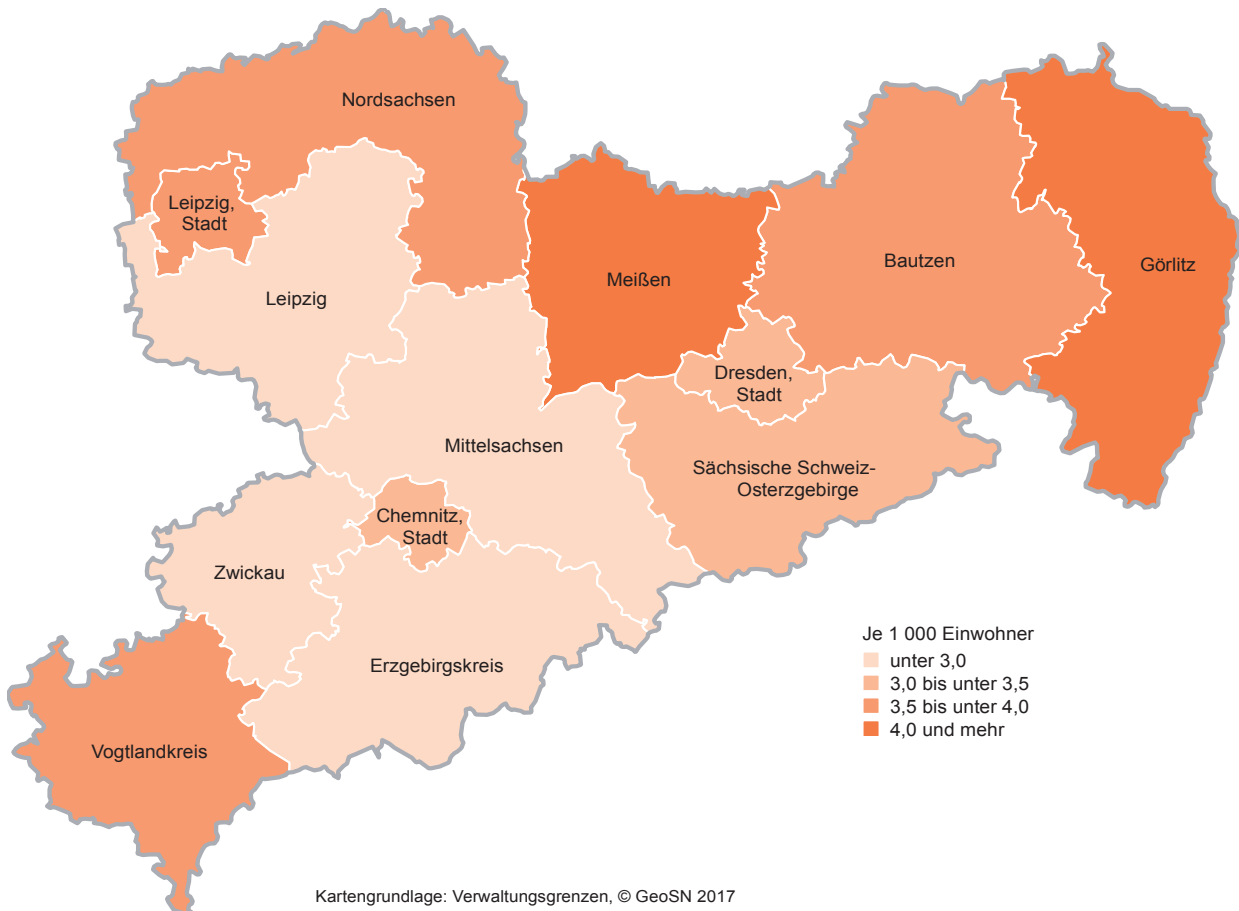 Nordsachsen
Leipzig,
Stadt
Leipzig
Meißen
Bautzen
Görlitz
Dresden,
Stadt
Mittelsachsen
Sächsische Schweiz-
Osterzgebirge
Chemnitz,
Stadt
Zwickau
Erzgebirgskreis
Vogtlandkreis
Je 1 000 Einwohner
unter 3,0
3,0 bis unter 3,5
3,5 bis unter 4,0
4,0 und mehr
Kartengrundlage: Verwaltungsgrenzen, © GeoSN 2017